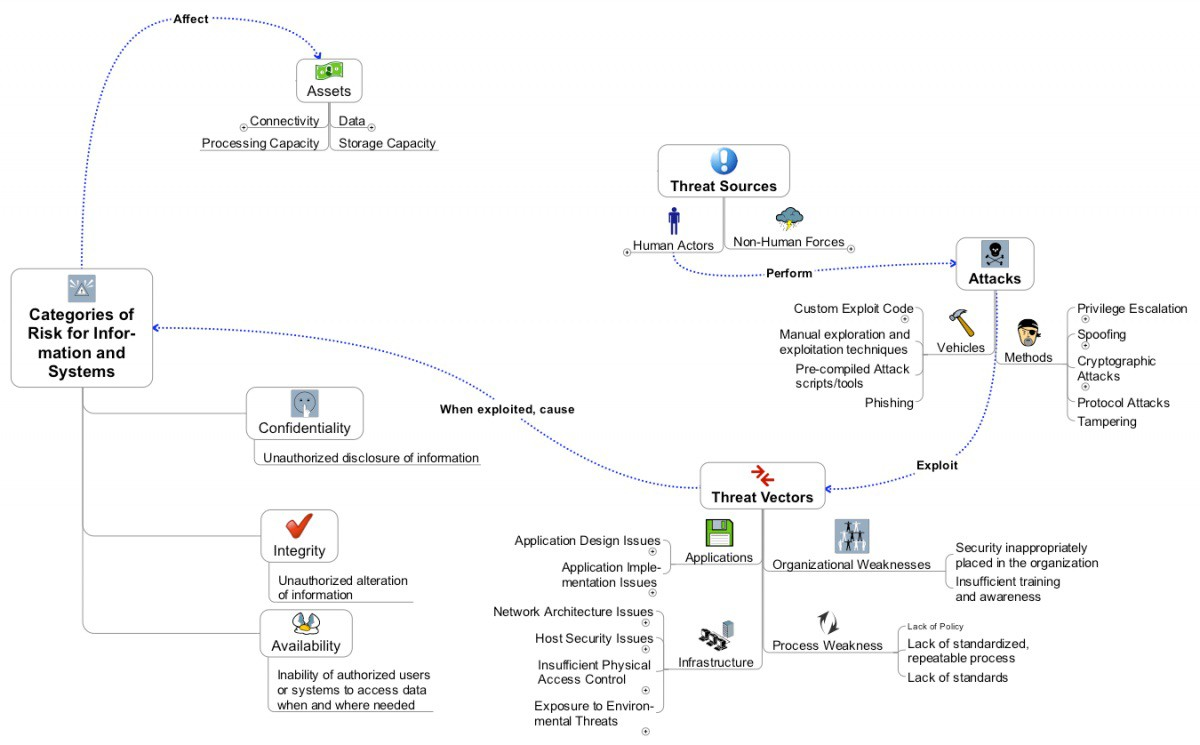 Affect
Assets
Connectivity
Data
Processing Capacity
Storage Capacity
Threat Sources
Human Actors
Non-Human Forces
Perform
Attacks
Custom Exploit Code
Manual exploration and
exploitation techniques
Pre-compiled Attack
scripts/tools
Phishing
Vehicles
Methods
Privilege Escalation
Spoofing
Cryptographic
Attacks
Protocol Attacks
Tampering
Categories of
Risk for Infor-
mation and
Systems
When exploited, cause
Exploit
Confidentiality
Unauthorized disclosure of information
Integrity
Unauthorized alteration
of information
Availability
Inability of authorized users
or systems to access data
when and where needed
Threat Vectors
Application Design Issues
Application Imple-
mentation Issues
Applications
Organizational Weaknesses
Security inappropriately
placed in the organization
Insufficient training
and awareness
Network Architecture Issues
Host Security Issues
Insufficient Physical
Access Control
Exposure to Environ-
mental Threats
Infrastructure
Process Weakness
Lack of Policy
Lack of standardized,
repeatable process
Lack of standards